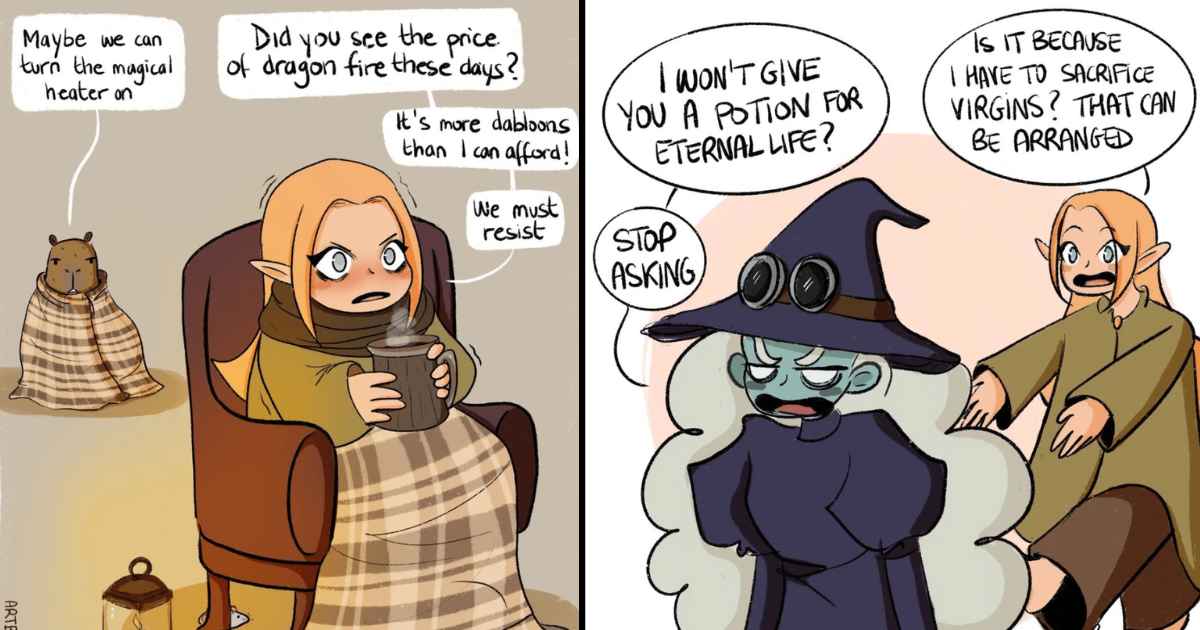 Maybe we can
turn the magical
heater on
Did you see the price
of dragon fire these days?
It's more dabloons
than I can afford!
We must
resist
I WON'T GIVE
YOU A POTION FOR
ETERNAL LIFE?
STOP
ASKING
IS IT BECAUSE
I HAVE TO SACRIFICE
VIRGINS? THAT CAN
BE ARRANGED